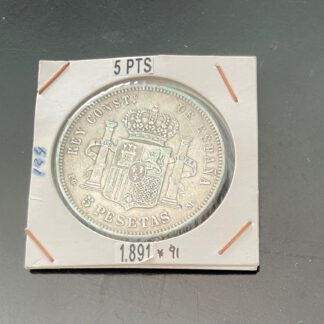 5 PTS
REY CONST.
DE ESPAÑA
5 PESETAS
1.891 * 91